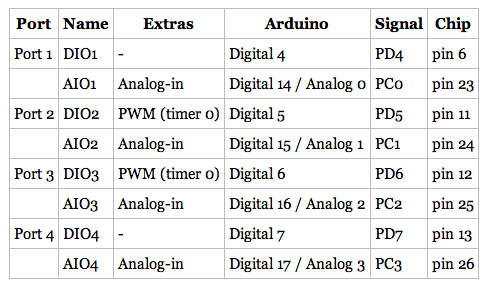 Port Name Extras Arduino Signal Chip
Port 1 DIO1 - Digital 4 PD4 pin 6
AIO1 Analog-in Digital 14 / Analog 0 PC0 pin 23
Port 2 DIO2 PWM (timer 0) Digital 5 PD5 pin 11
AIO2 Analog-in Digital 15 / Analog 1 PC1 pin 24
Port 3 DIO3 PWM (timer 0) Digital 6 PD6 pin 12
AIO3 Analog-in Digital 16 / Analog 2 PC2 pin 25
Port 4 DIO4 - Digital 7 PD7 pin 13
AIO4 Analog-in Digital 17 / Analog 3 PC3 pin 26